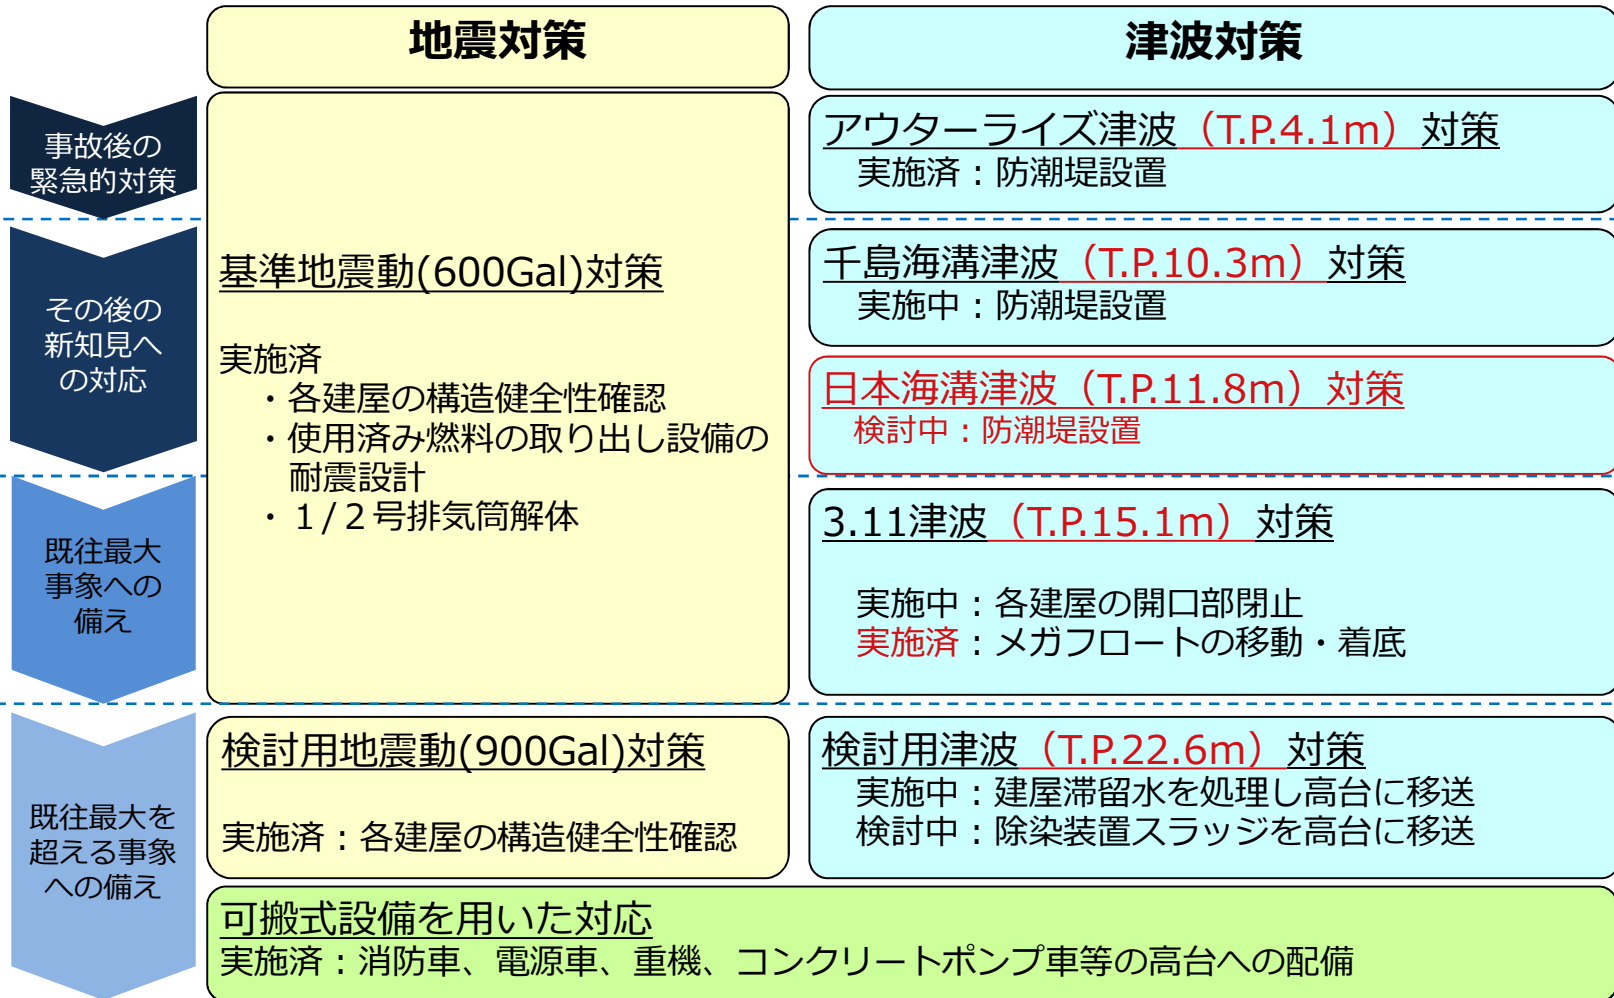 地震対策
津波対策
事故後の
緊急的対策
アウターライズ津波（T.P.4.1m）対策
実施済：防潮堤設置
その後の
新知見へ
の対応
基準地震動(600Gal)対策
実施済
・各建屋の構造健全性確認
・使用済み燃料の取り出し設備の
耐震設計
・１/２号排気筒解体
千島海溝津波（T.P.10.3m）対策
実施中：防潮堤設置
日本海溝津波（T.P.11.8m）対策
検討中：防潮堤設置
既往最大
事象への
備え
3.11津波（T.P.15.1m）対策
実施中：各建屋の開口部閉止
実施済：メガフロートの移動・着底
既往最大を
超える事象
への備え
検討用地震動(900Gal)対策
実施済：各建屋の構造健全性確認
検討用津波（T.P.22.6m）対策
実施中：建屋滞留水を処理し高台に移送
検討中：除染装置スラッジを高台に移送
可搬式設備を用いた対応
実施済：消防車、電源車、重機、コンクリートポンプ車等の高台への配備